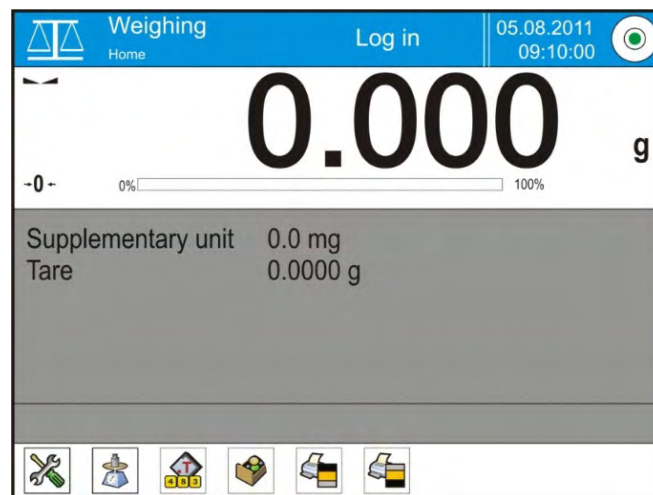 Weighing
Home
Log in
05.08.2011
09:10:00
0.000 g
→0← 0% 100%
Supplementary unit 0.0 mg
Tare 0.0000 g
.T
483